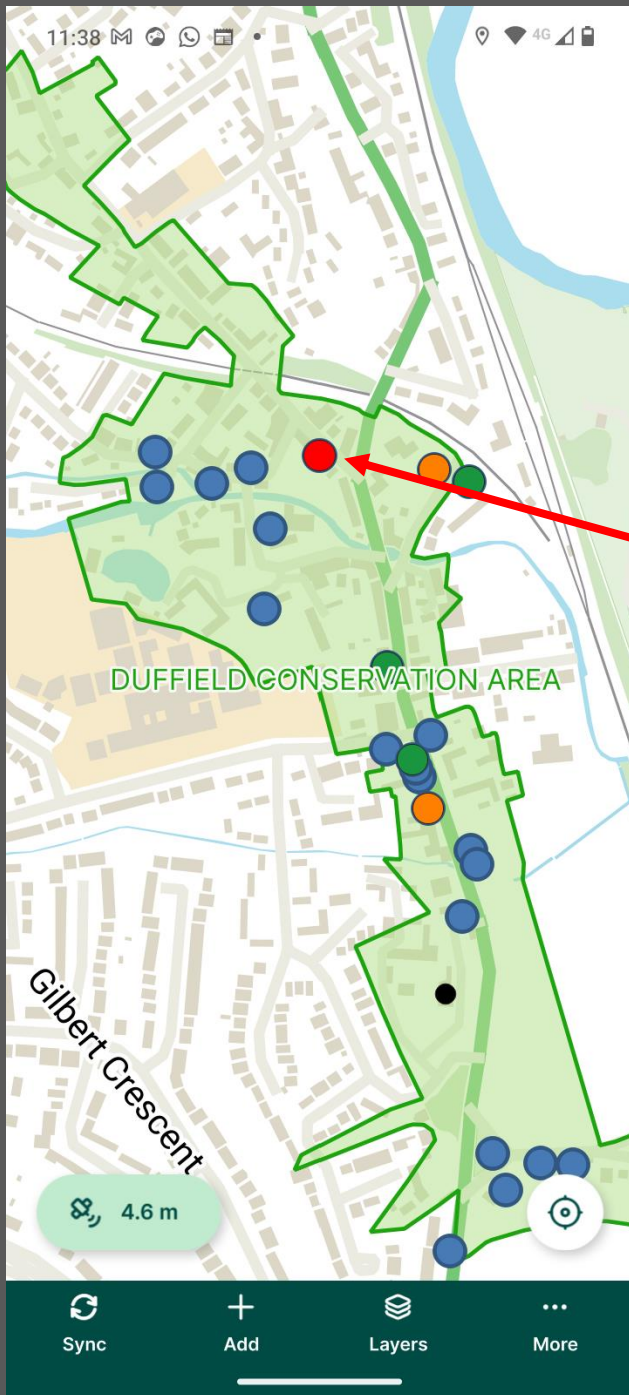 11:38
4G
DUFFIELD CONSERVATION AREA
Gilbert Crescent
4.6 m
Sync Add Layers More